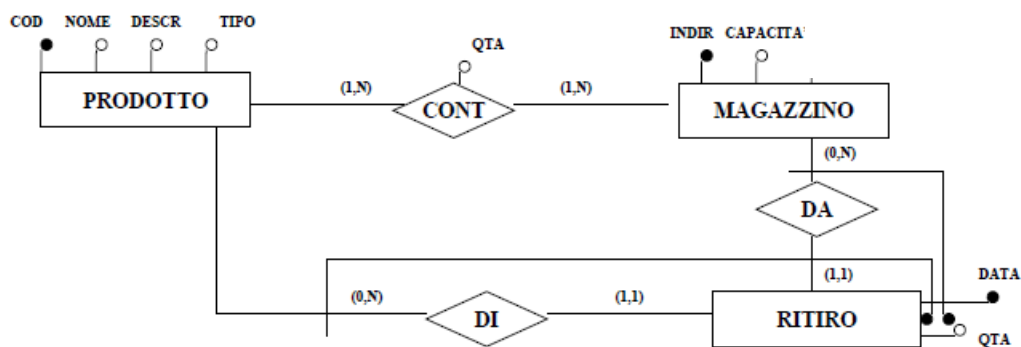 COD NOME DESCR TIPO
QTA
INDIR CAPACITA'
PRODOTTO
(1,N)
CONT
(1,N)
MAGAZZINO
(0,N)
DA
(1,1)
DATA
(0,N)
DI
(1,1)
RITIRO
QTA